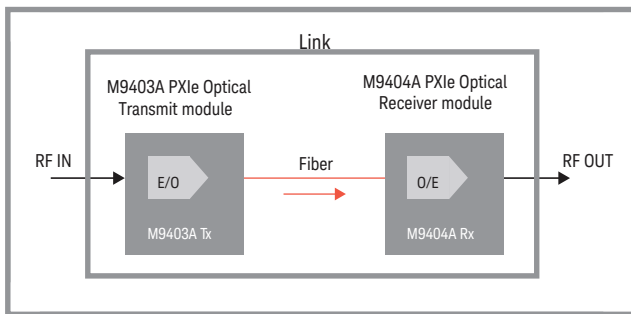 Link
M9403A PXIe Optical
Transmit module
M9404A PXIe Optical
Receiver module
RF IN
E/O
Fiber
O/E
RF OUT
M9403A Tx
M9404A Rx